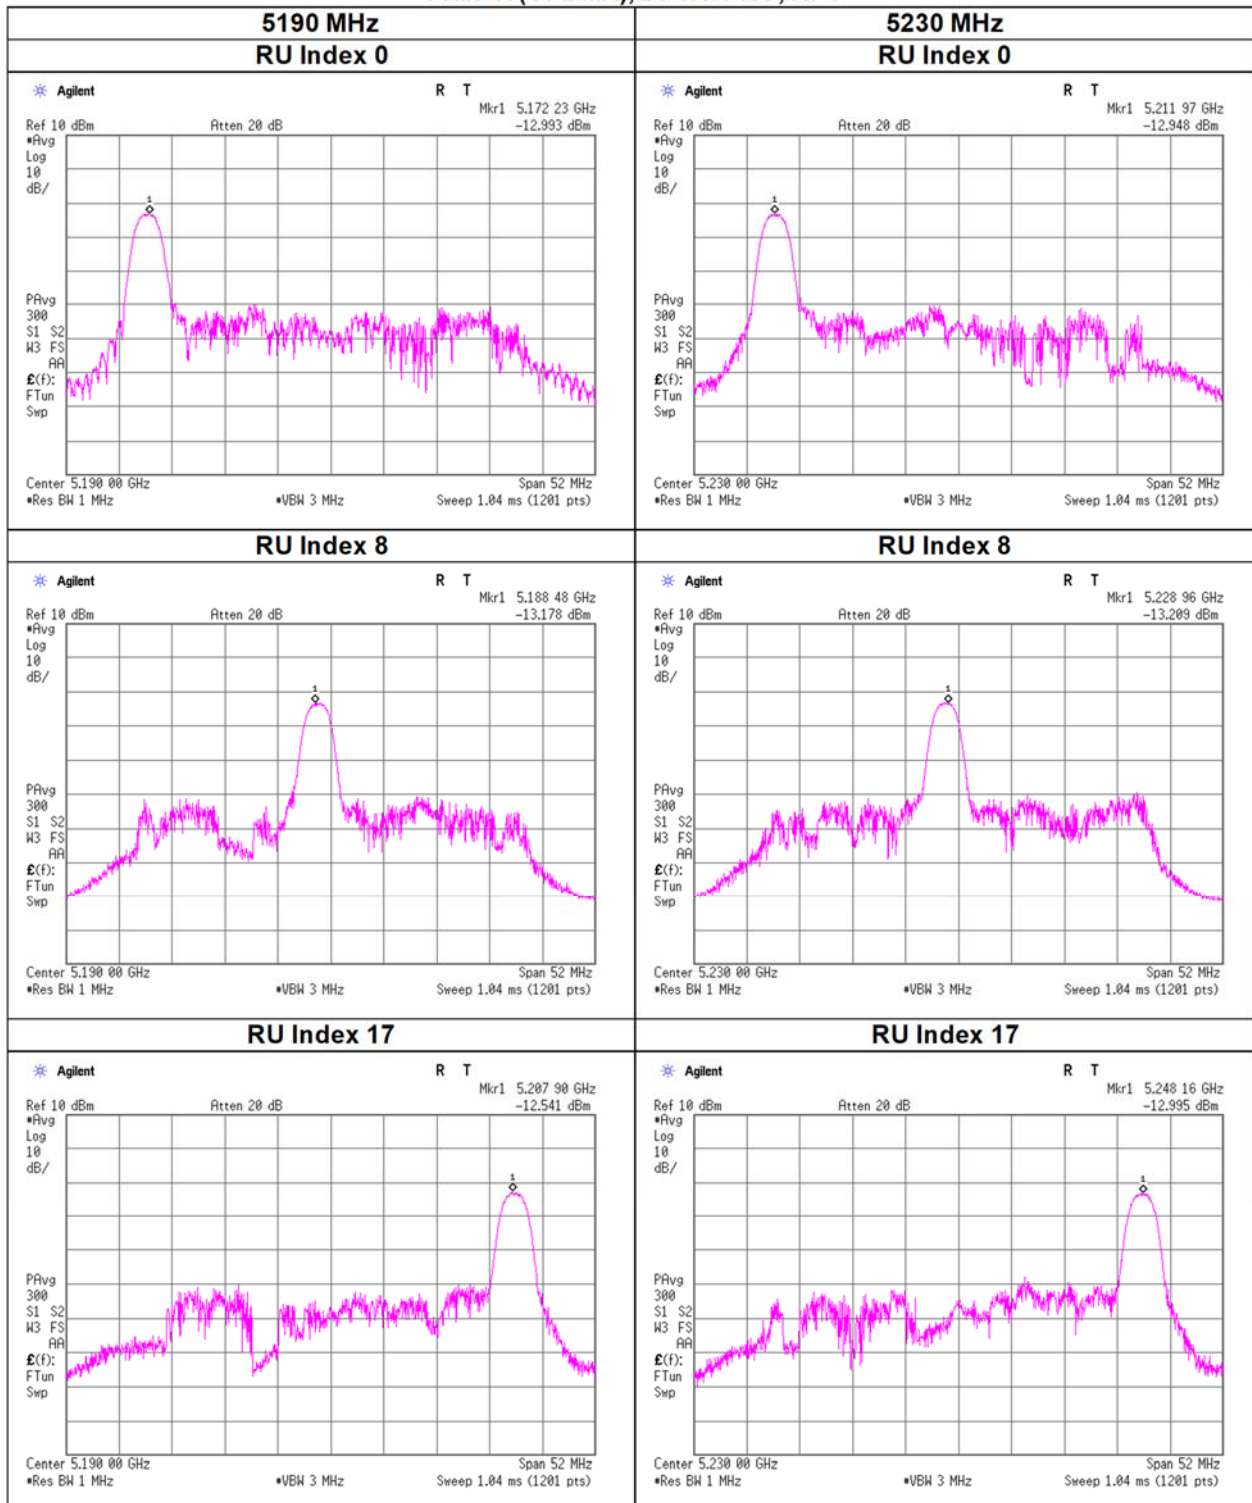 5190 MHz
5230 MHz
RU Index 0
RU Index 0
Agilent
R T
Mkr1 5.172 23 GHz
Ref 10 dBm
Atten 20 dB
-12.993 dBm
*Avg
Log
10
dB/
1
PAvg
300
S1 S2
W3 FS
AA
£(f):
FTun
Swp
Center 5.190 00 GHz
Span 52 MHz
*Res BW 1 MHz
*VBW 3 MHz
Sweep 1.04 ms (1201 pts)
Agilent
R T
Mkr1 5.211 97 GHz
Ref 10 dBm
Atten 20 dB
-12.948 dBm
*Avg
Log
10
dB/
1
PAvg
300
S1 S2
W3 FS
AA
£(f):
FTun
Swp
Center 5.230 00 GHz
Span 52 MHz
*Res BW 1 MHz
*VBW 3 MHz
Sweep 1.04 ms (1201 pts)
RU Index 8
RU Index 8
Agilent
R T
Mkr1 5.188 48 GHz
Ref 10 dBm
Atten 20 dB
-13.178 dBm
*Avg
Log
10
dB/
1
PAvg
300
S1 S2
W3 FS
AA
£(f):
FTun
Swp
Center 5.190 00 GHz
Span 52 MHz
*Res BW 1 MHz
*VBW 3 MHz
Sweep 1.04 ms (1201 pts)
Agilent
R T
Mkr1 5.228 96 GHz
Ref 10 dBm
Atten 20 dB
-13.209 dBm
*Avg
Log
10
dB/
1
PAvg
300
S1 S2
W3 FS
AA
£(f):
FTun
Swp
Center 5.230 00 GHz
Span 52 MHz
*Res BW 1 MHz
*VBW 3 MHz
Sweep 1.04 ms (1201 pts)
RU Index 17
RU Index 17
Agilent
R T
Mkr1 5.207 90 GHz
Ref 10 dBm
Atten 20 dB
-12.541 dBm
*Avg
Log
10
dB/
1
PAvg
300
S1 S2
W3 FS
AA
£(f):
FTun
Swp
Center 5.190 00 GHz
Span 52 MHz
*Res BW 1 MHz
*VBW 3 MHz
Sweep 1.04 ms (1201 pts)
Agilent
R T
Mkr1 5.248 16 GHz
Ref 10 dBm
Atten 20 dB
-12.995 dBm
*Avg
Log
10
dB/
1
PAvg
300
S1 S2
W3 FS
AA
£(f):
FTun
Swp
Center 5.230 00 GHz
Span 52 MHz
*Res BW 1 MHz
*VBW 3 MHz
Sweep 1.04 ms (1201 pts)